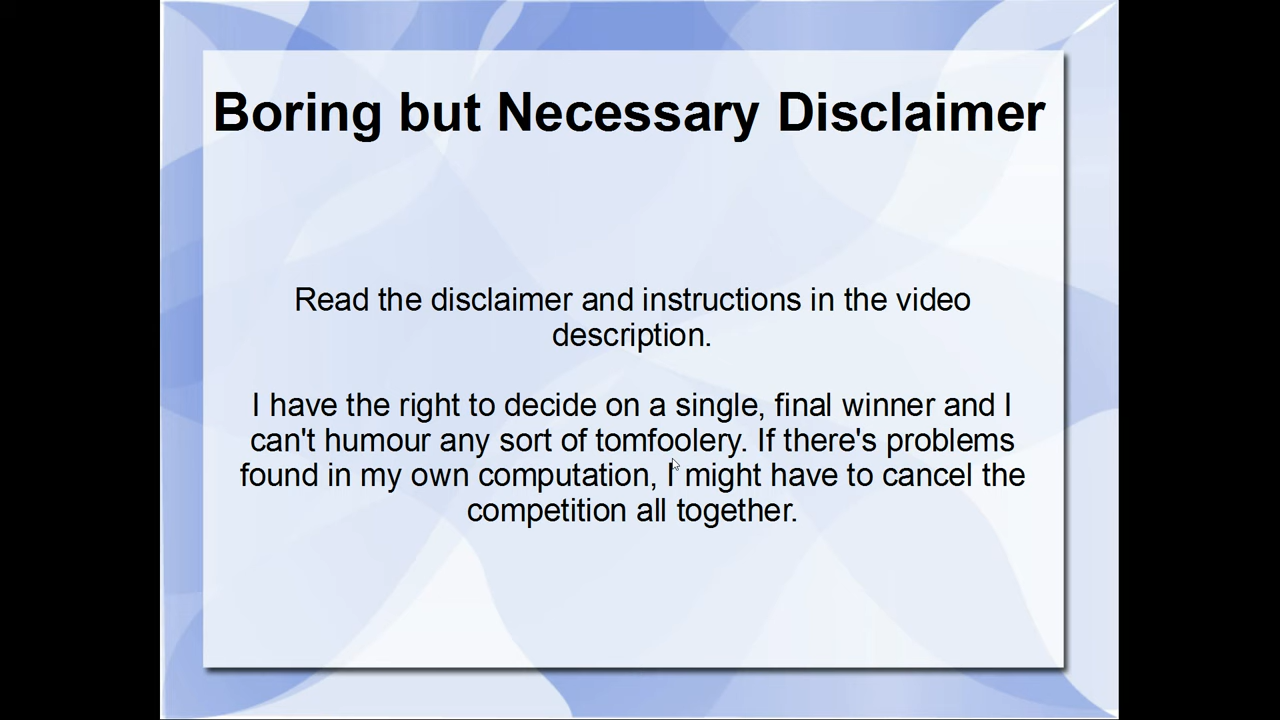 Boring but Necessary Disclaimer
Read the disclaimer and instructions in the video
description.
I have the right to decide on a single, final winner and I
can't humour any sort of tomfoolery. If there's problems
found in my own computation, I might have to cancel the
competition all together.